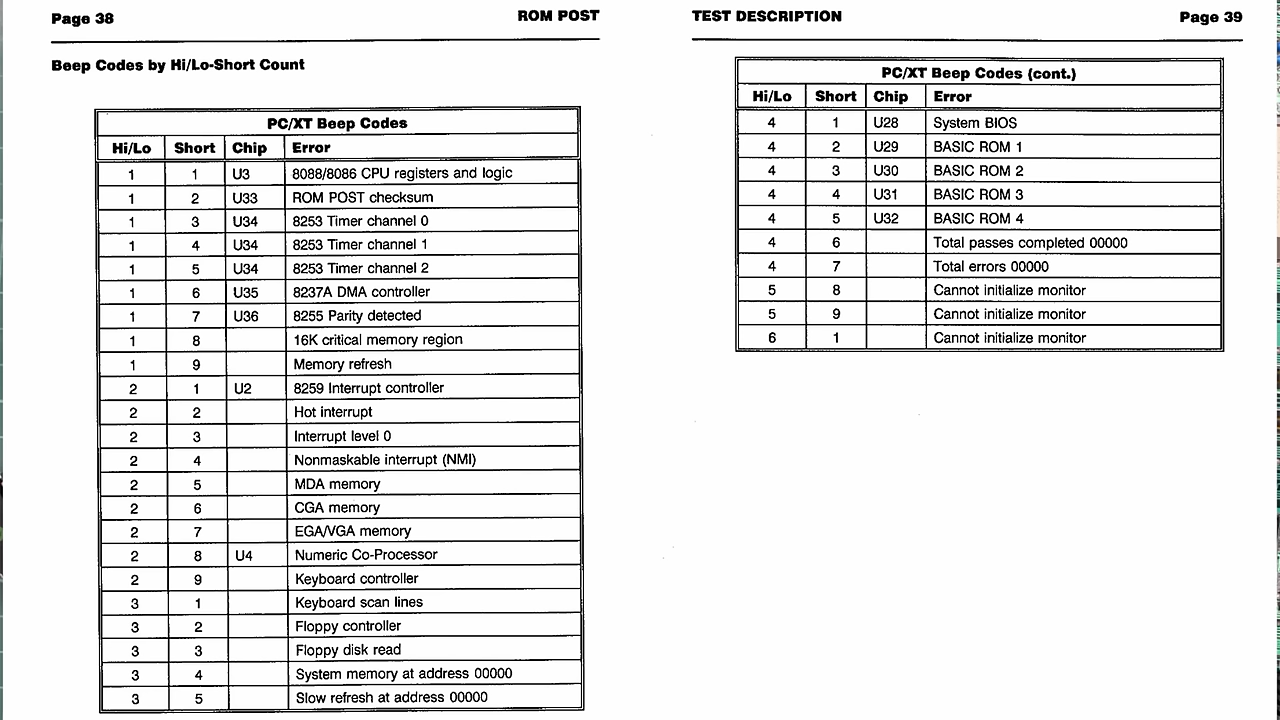 Page 38 ROM POST
Beep Codes by Hi/Lo-Short Count
PC/XT Beep Codes
Hi/Lo Short Chip Error
1 1 U3 8088/8086 CPU registers and logic
1 2 U33 ROM POST checksum
1 3 U34 8253 Timer channel 0
1 4 U34 8253 Timer channel 1
1 5 U34 8253 Timer channel 2
1 6 U35 8237A DMA controller
1 7 U36 8255 Parity detected
1 8 16K critical memory region
1 9 Memory refresh
2 1 U2 8259 Interrupt controller
2 2 Hot interrupt
2 3 Interrupt level 0
2 4 Nonmaskable interrupt (NMI)
2 5 MDA memory
2 6 CGA memory
2 7 EGA/VGA memory
2 8 U4 Numeric Co-Processor
2 9 Keyboard controller
3 1 Keyboard scan lines
3 2 Floppy controller
3 3 Floppy disk read
3 4 System memory at address 00000
3 5 Slow refresh at address 00000
TEST DESCRIPTION Page 39
PC/XT Beep Codes (cont.)
Hi/Lo Short Chip Error
4 1 U28 System BIOS
4 2 U29 BASIC ROM 1
4 3 U30 BASIC ROM 2
4 4 U31 BASIC ROM 3
4 5 U32 BASIC ROM 4
4 6 Total passes completed 00000
4 7 Total errors 00000
5 8 Cannot initialize monitor
5 9 Cannot initialize monitor
6 1 Cannot initialize monitor